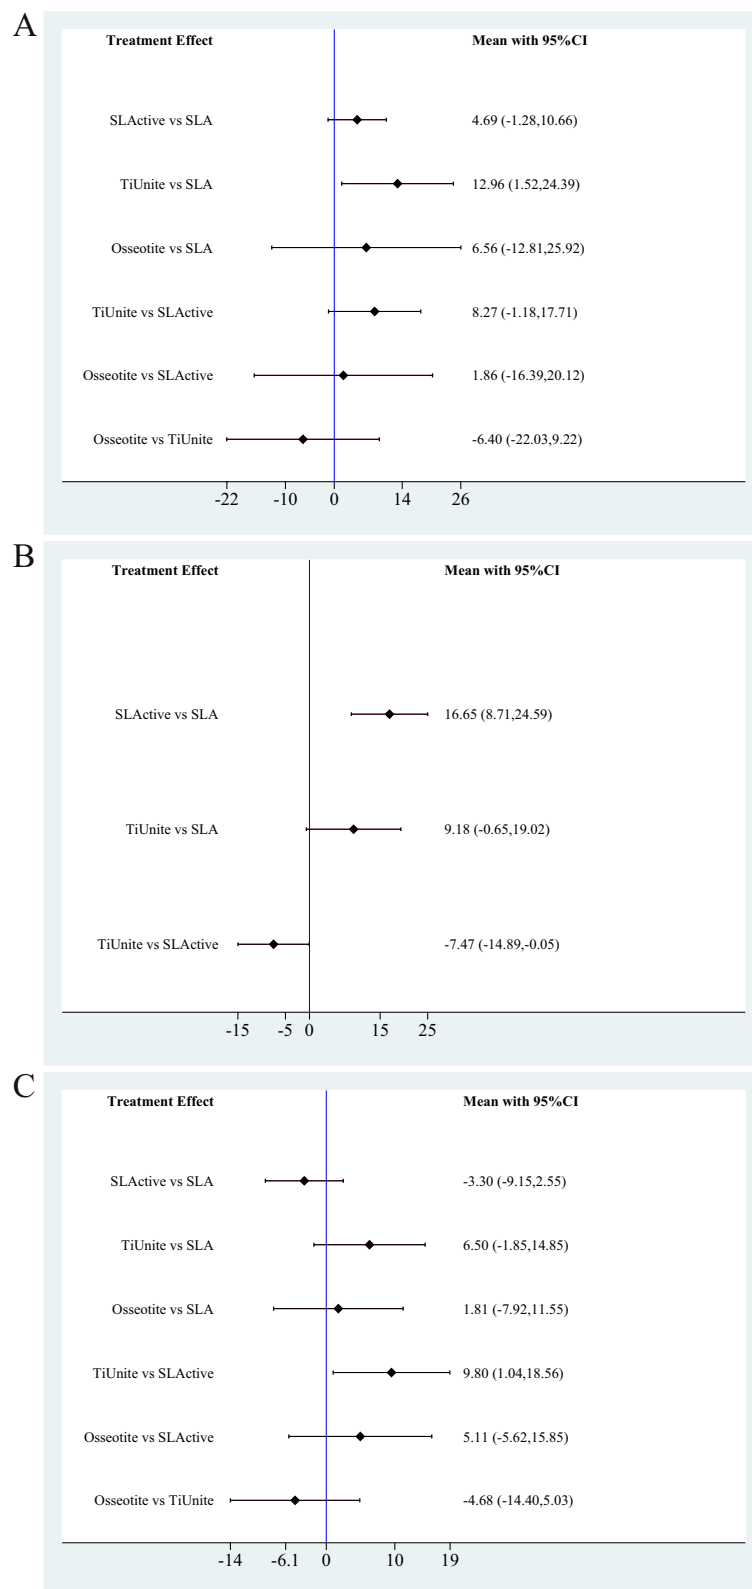 A
Treatment Effect Mean with 95%CI
SLActive vs SLA 4.69 (-1.28,10.66)
TiUnite vs SLA 12.96 (1.52,24.39)
Osseotite vs SLA 6.56 (-12.81,25.92)
TiUnite vs SLActive 8.27 (-1.18,17.71)
Osseotite vs SLActive 1.86 (-16.39,20.12)
Osseotite vs TiUnite -6.40 (-22.03,9.22)
-22 -10 0 14 26
B
Treatment Effect Mean with 95%CI
SLActive vs SLA 16.65 (8.71,24.59)
TiUnite vs SLA 9.18 (-0.65,19.02)
TiUnite vs SLActive -7.47 (-14.89,-0.05)
-15 -5 0 15 25
C
Treatment Effect Mean with 95%CI
SLActive vs SLA -3.30 (-9.15,2.55)
TiUnite vs SLA 6.50 (-1.85,14.85)
Osseotite vs SLA 1.81 (-7.92,11.55)
TiUnite vs SLActive 9.80 (1.04,18.56)
Osseotite vs SLActive 5.11 (-5.62,15.85)
Osseotite vs TiUnite -4.68 (-14.40,5.03)
-14 -6.1 0 10 19